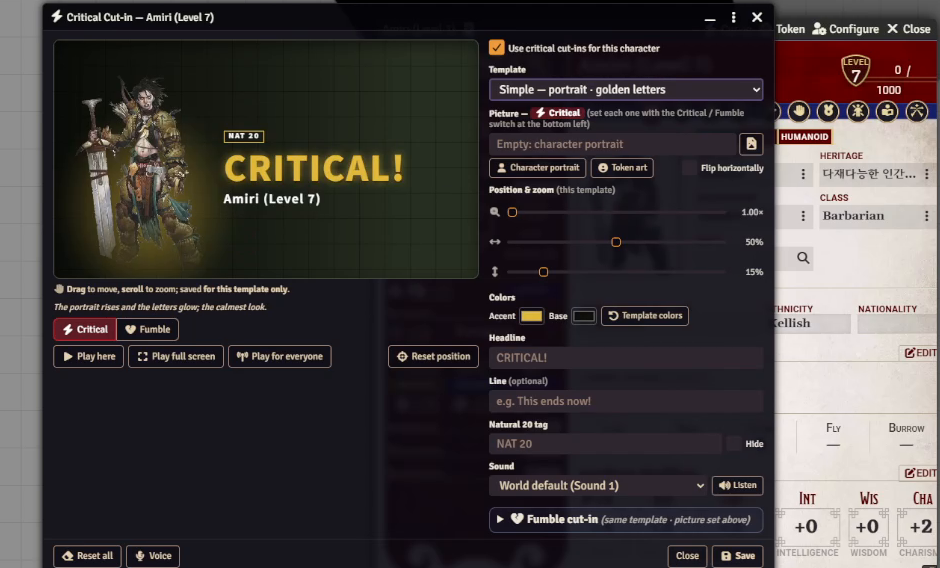 Critical Cut-in — Amiri (Level 7)
NAT 20
CRITICAL!
Amiri (Level 7)
Drag to move, scroll to zoom; saved for this template only.
The portrait rises and the letters glow; the calmest look.
Critical
Fumble
Play here
Play full screen
Play for everyone
Reset position
Use critical cut-ins for this character
Template
Simple — portrait · golden letters
Picture — Critical (set each one with the Critical / Fumble
switch at the bottom left)
Empty: character portrait
Character portrait
Token art
Flip horizontally
Position & zoom (this template)
1.00×
50%
15%
Colors
Accent
Base
Template colors
Headline
CRITICAL!
Line (optional)
e.g. This ends now!
Natural 20 tag
NAT 20
Hide
Sound
World default (Sound 1)
Listen
Fumble cut-in (same template · picture set above)
Reset all
Voice
Close
Save
Token
Configure
Close
LEVEL
7
0 /
1000
HUMANOID
HERITAGE
다재다능한 인간...
CLASS
Barbarian
NATIONALITY
EDIT
FLY
BURROW
—
—
EDIT
INT
WIS
CHA
+0
+0
+2
INTELLIGENCE
WISDOM